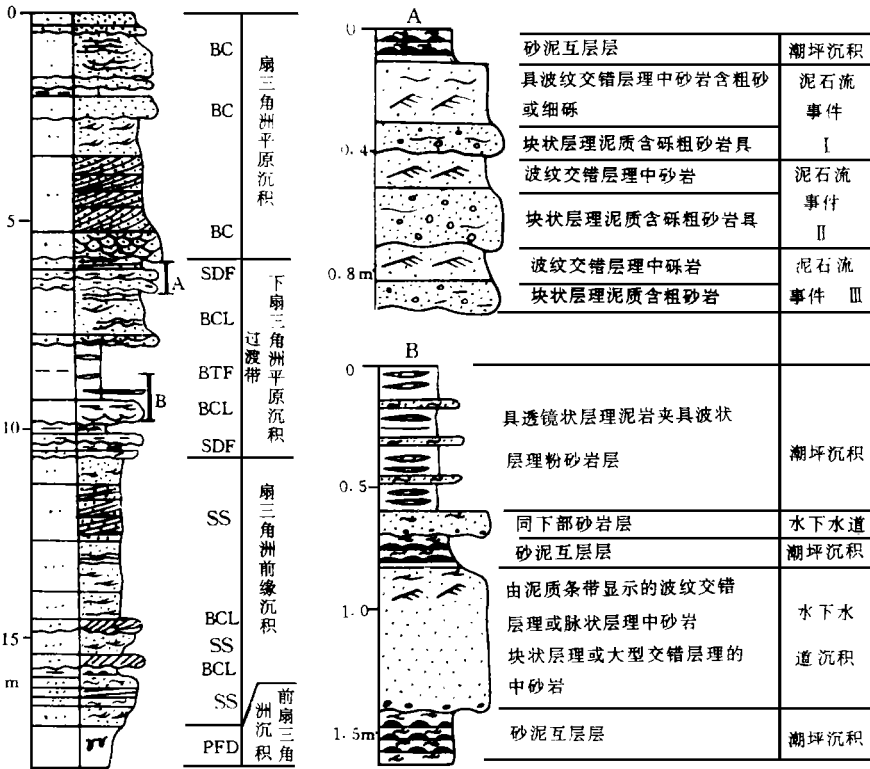 0
5
10
15
m
BC
BC
BC
SDF
BCL
BTF
BCL
SDF
SS
BCL
SS
BCL
SS
PFD
A
B
扇三角洲平原沉积
下扇三角洲平原沉积
过渡带
扇三角洲前缘沉积
前扇三角
洲沉积
A
0
0.4
0.8m
砂泥互层层
潮坪沉积
具波纹交错层理中砂岩含粗砂
或细砾
块状层理泥质含砾粗砂岩具
泥石流
事件
I
波纹交错层理中砂岩
块状层理泥质含砾粗砂岩具
泥石流
事件
II
波纹交错层理中砾岩
块状层理泥质含粗砂岩
泥石流
事件 III
B
0
0.5
1.0
1.5m
具透镜状层理泥岩夹具波状
层理粉砂岩层
潮坪沉积
同下部砂岩层
水下水道
砂泥互层层
潮坪沉积
由泥质条带显示的波纹交错
层理或脉状层理中砂岩
块状层理或大型交错层理的
中砂岩
水下水
道沉积
砂泥互层层
潮坪沉积